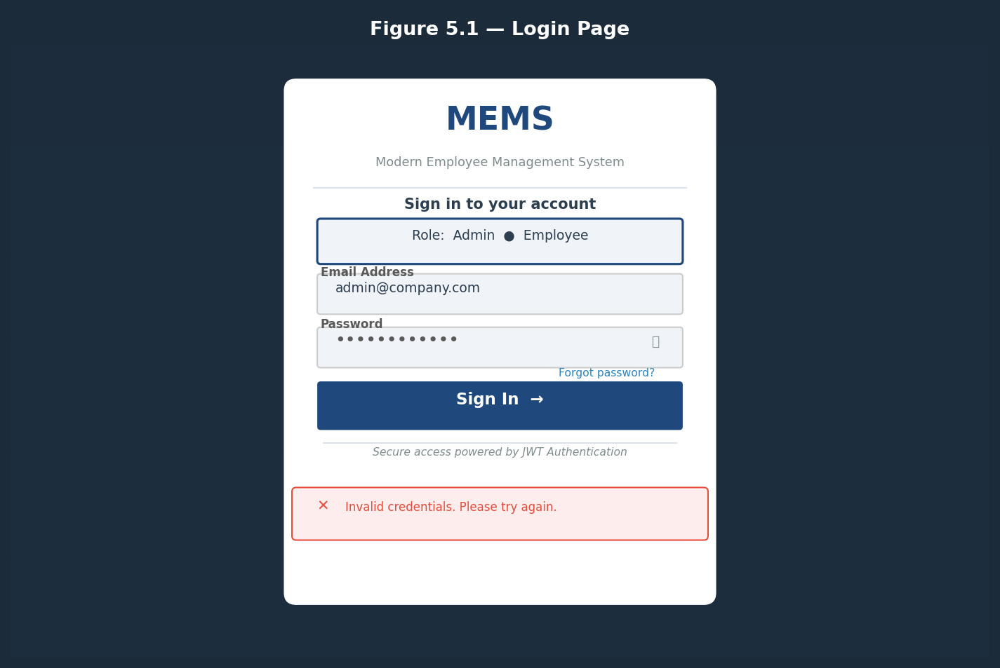 Figure 5.1 — Login Page
MEMS
Modern Employee Management System
Sign in to your account
Role: Admin ● Employee
Email Address
admin@company.com
Password
••••••••••••
Forgot password?
Sign In →
Secure access powered by JWT Authentication
✕ Invalid credentials. Please try again.